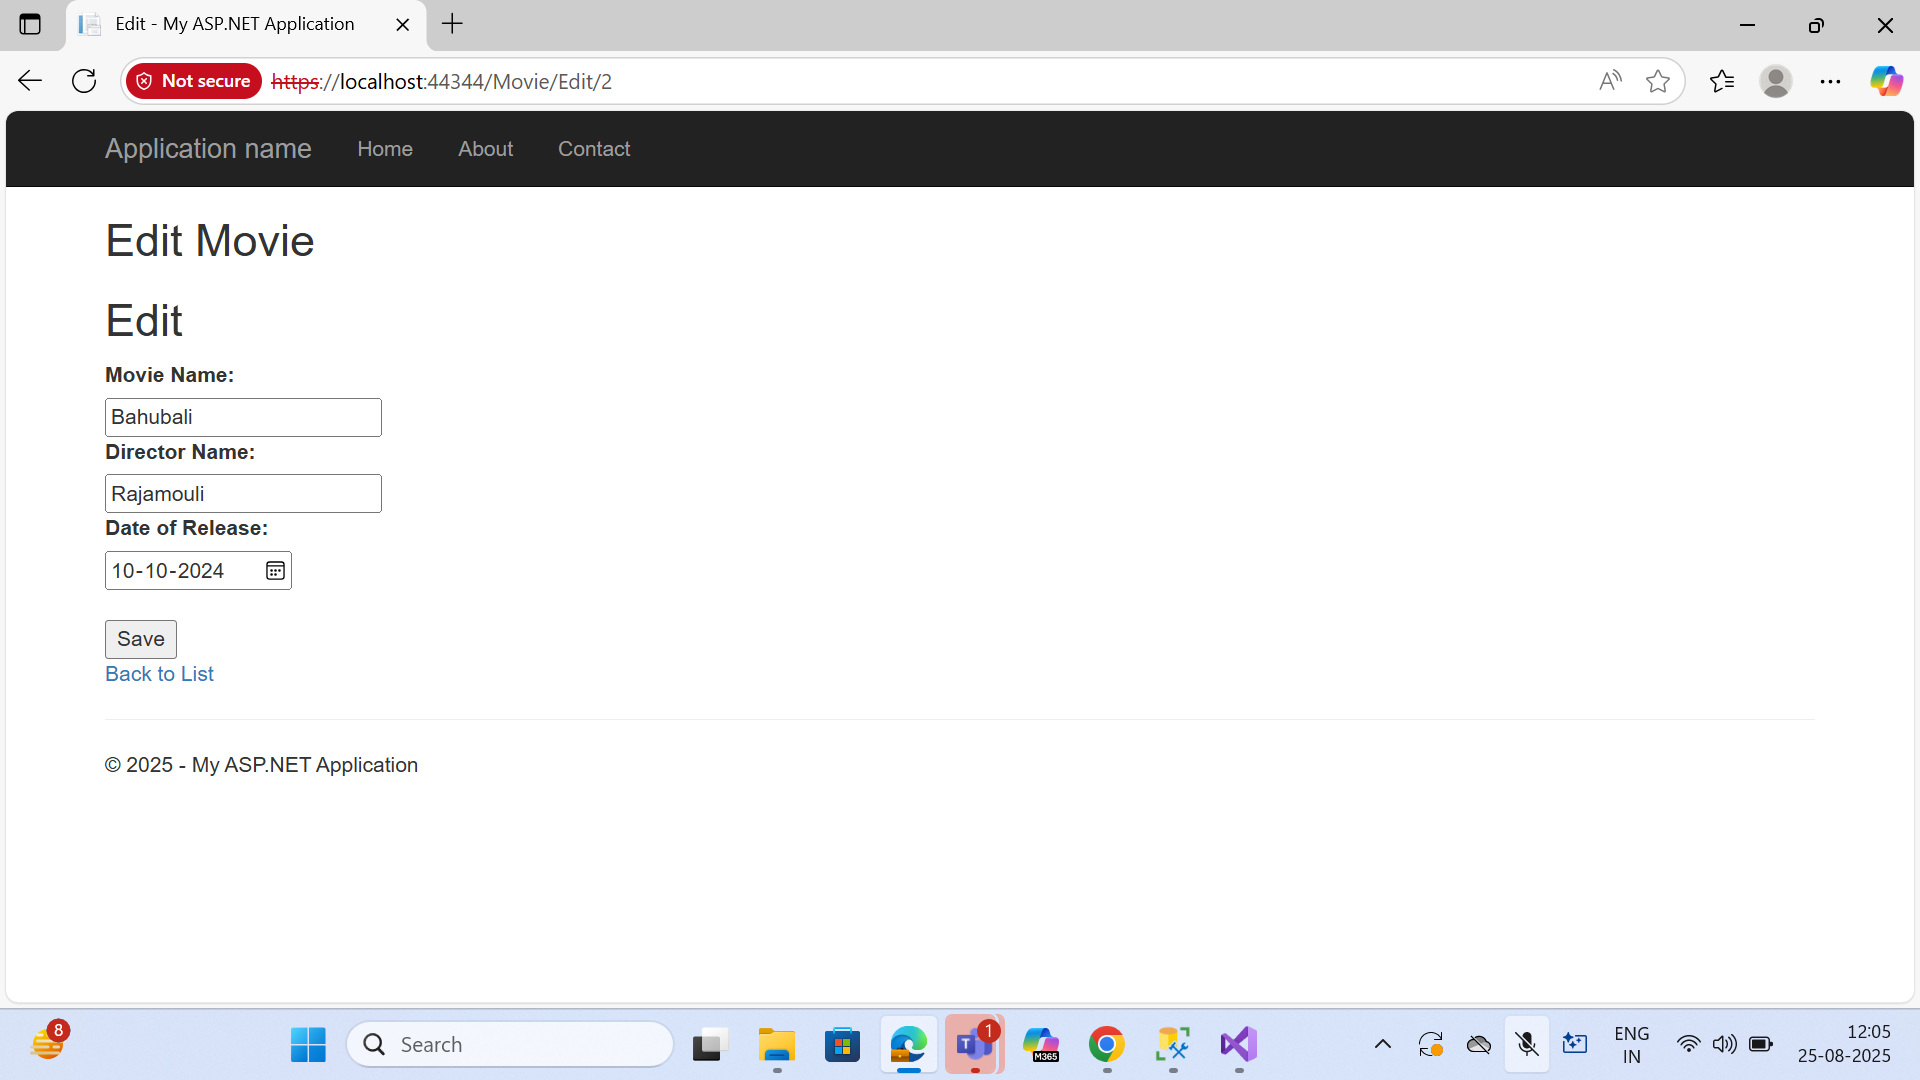 Edit - My ASP.NET Application
Not secure https://localhost:44344/Movie/Edit/2
Application name Home About Contact
Edit Movie
Edit
Movie Name:
Bahubali
Director Name:
Rajamouli
Date of Release:
10-10-2024
Save
Back to List
© 2025 - My ASP.NET Application
8
Search
T
1
M365
ENG
IN
12:05
25-08-2025